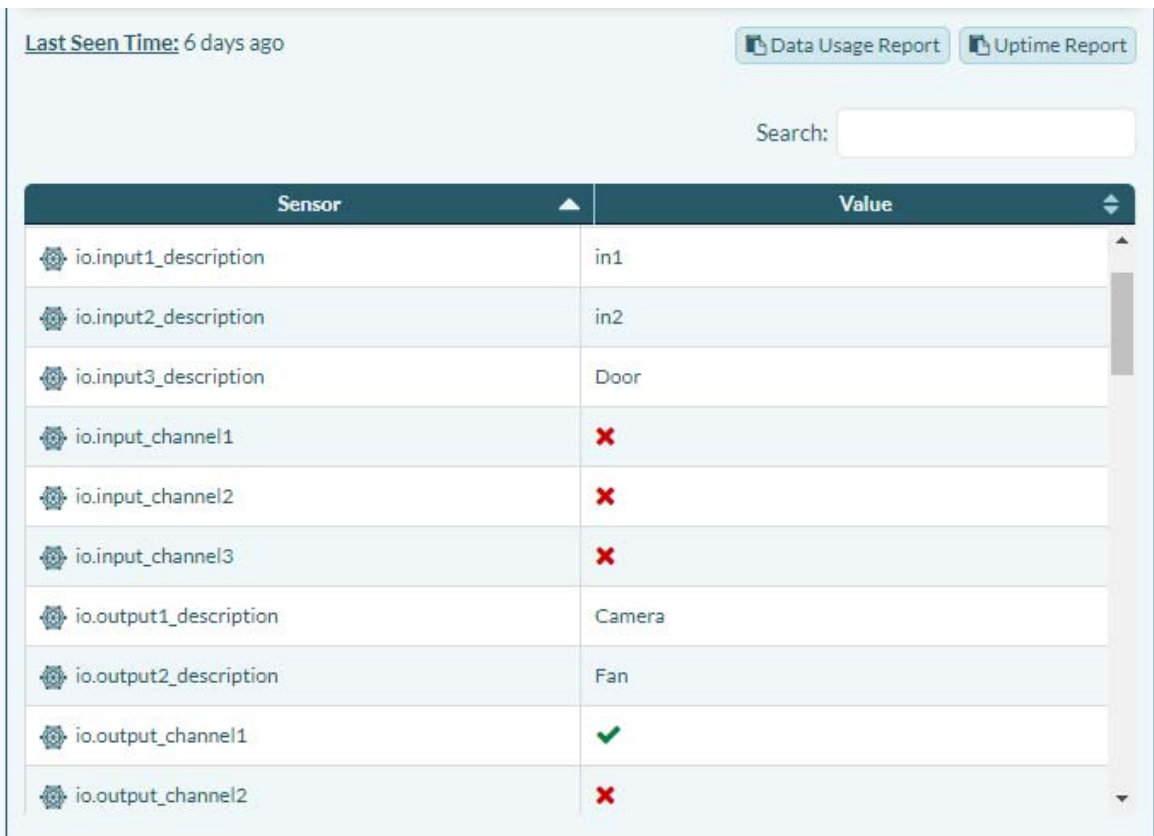 Last Seen Time: 6 days ago
Data Usage Report
Uptime Report
Search:
Sensor Value
io.input1_description in1
io.input2_description in2
io.input3_description Door
io.input_channel1
io.input_channel2
io.input_channel3
io.output1_description Camera
io.output2_description Fan
io.output_channel1
io.output_channel2